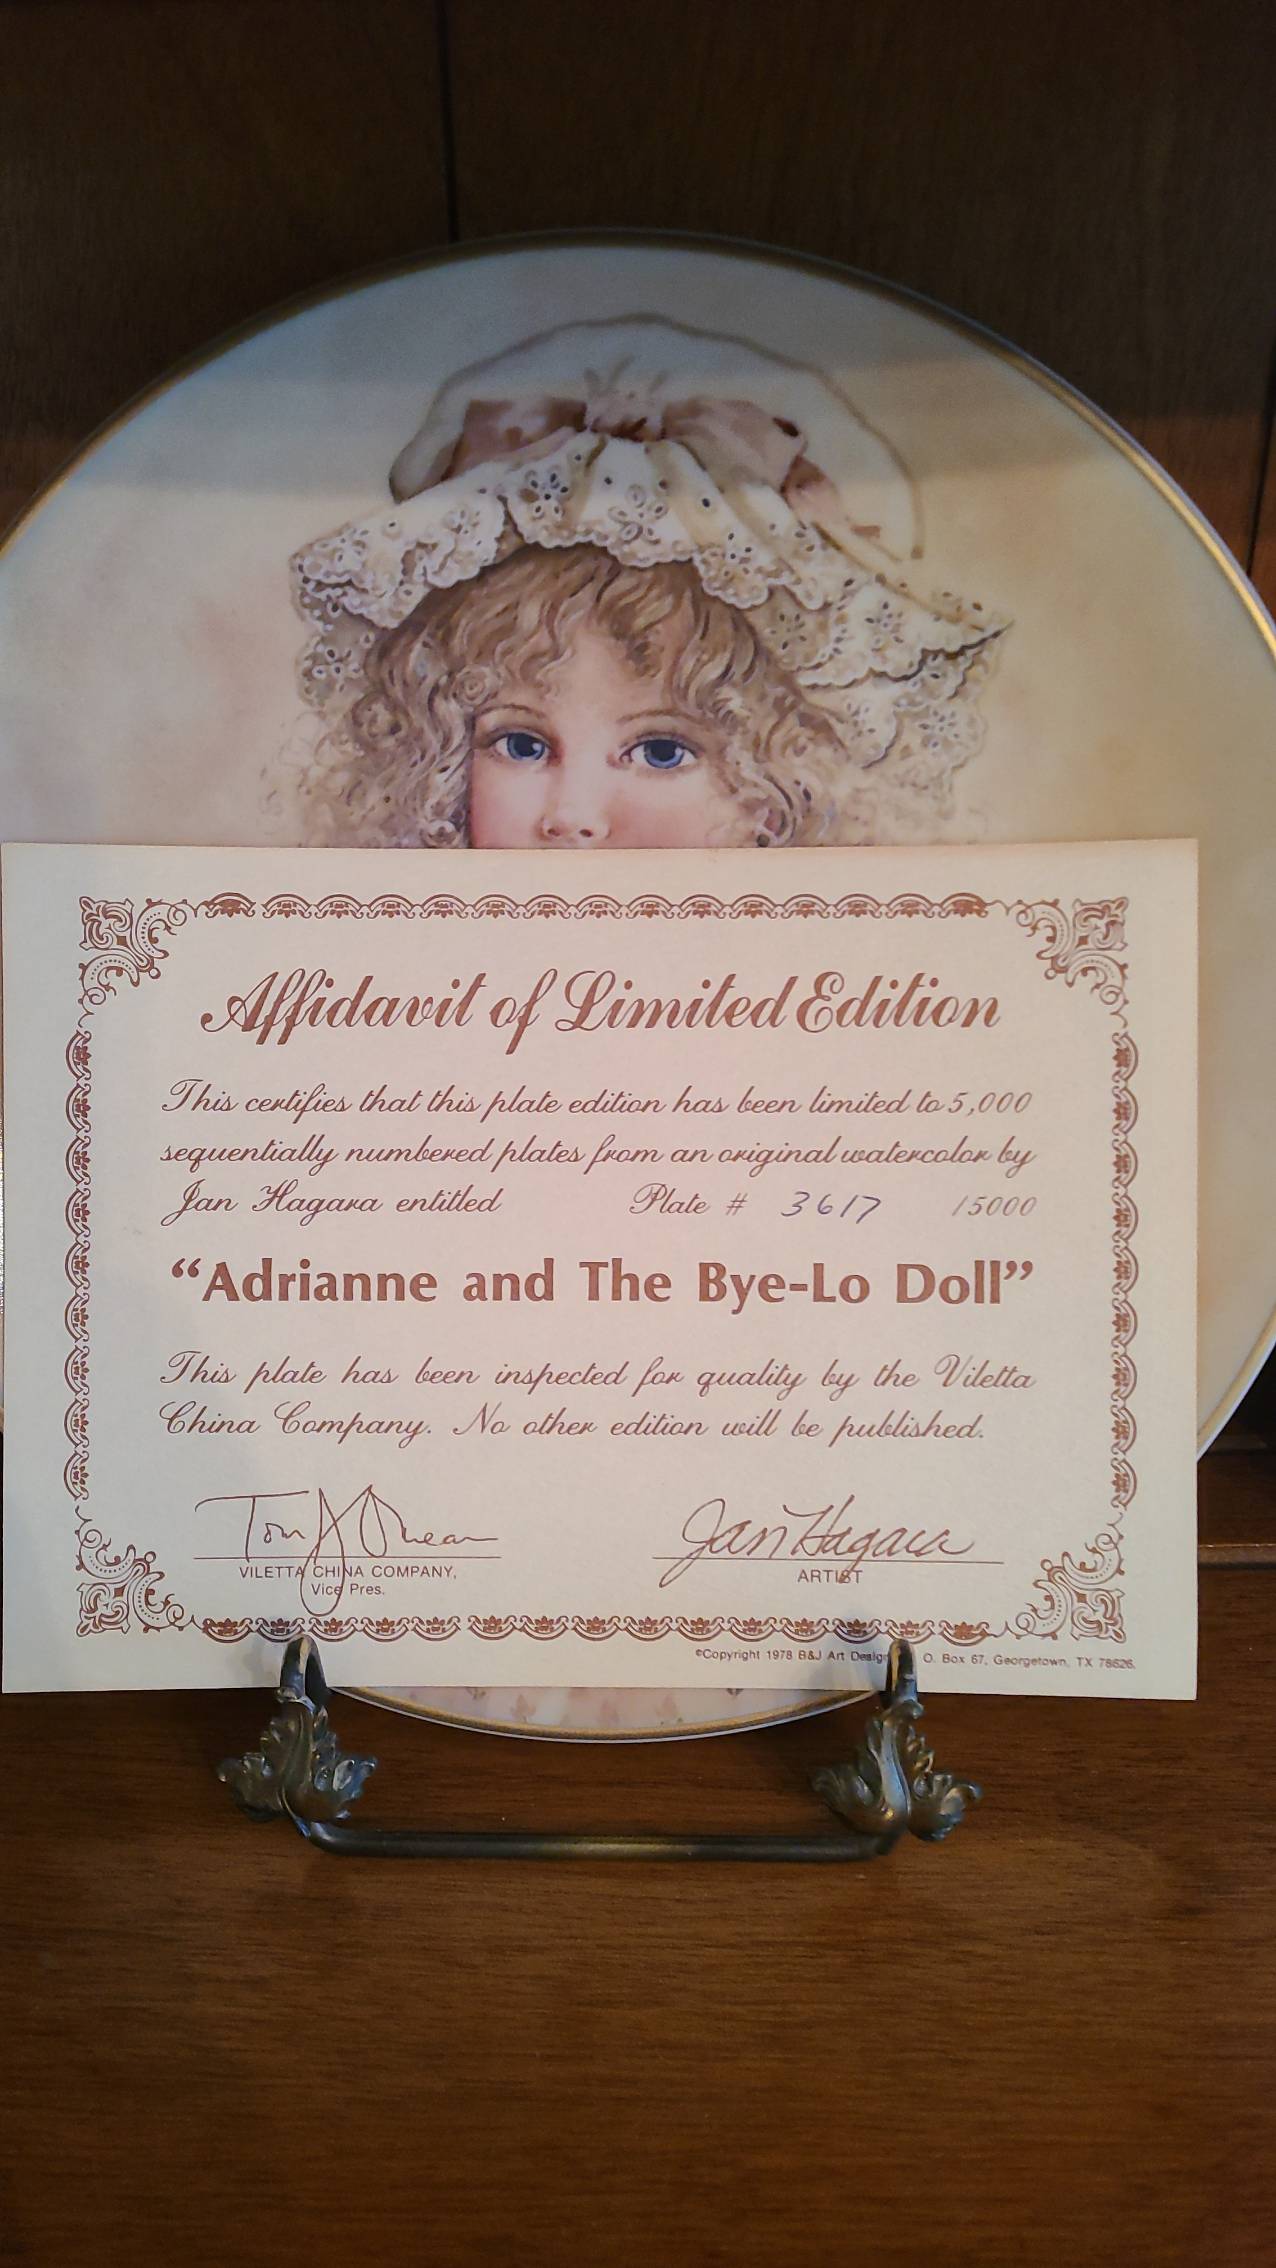 Affidavit of Limited Edition
This certifies that this plate edition has been limited to 5,000
sequentially numbered plates from an original watercolor by
Jan Hagara entitled Plate # 3617 /5000
“Adrianne and The Bye-Lo Doll”
This plate has been inspected for quality by the Viletta
China Company. No other edition will be published.
Jan Hagara
VILETTA CHINA COMPANY,
Vice Pres.
ARTIST
©Copyright 1978 B&J Art Design O. Box 67, Georgetown, TX 78626.